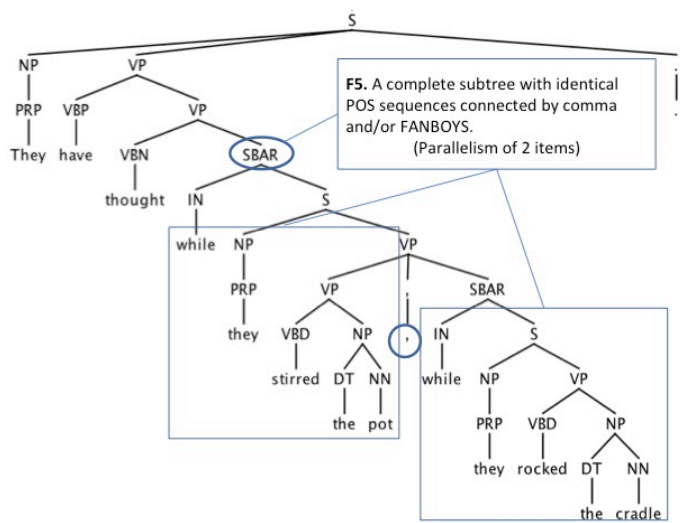 S
NP VP .
F5. A complete subtree with identical
POS sequences connected by comma
and/or FANBOYS.
(Parallelism of 2 items)
PRP VBP VP .
They have VBN SBAR
thought IN S
while NP VP
PRP VP , SBAR
they VBD NP , IN S
stirred DT NN while NP VP
the pot PRP VBD NP
they rocked DT NN
the cradle